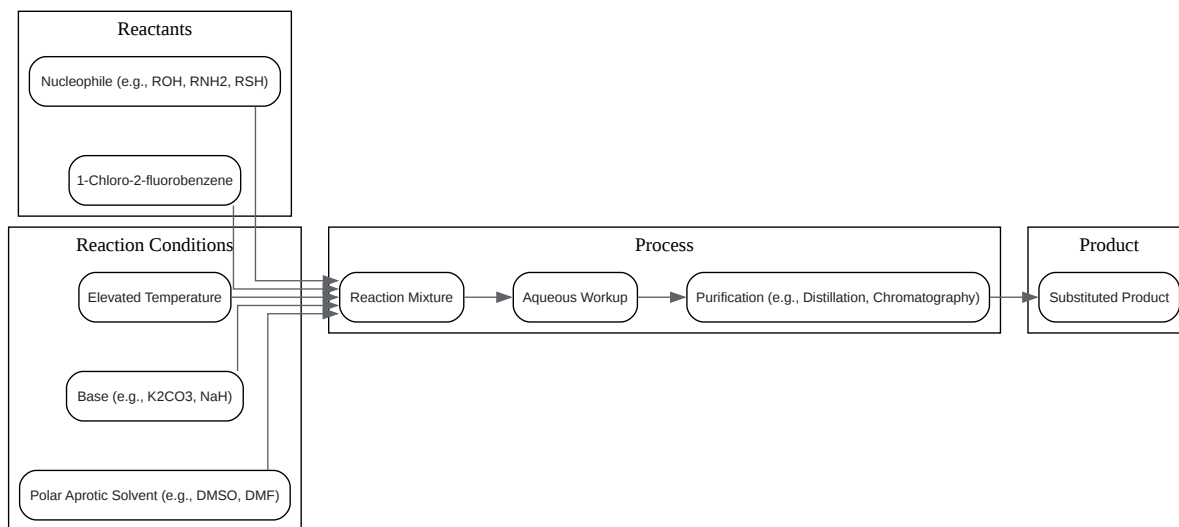 Reactants
Nucleophile (e.g., ROH, RNH2, RSH)
1-Chloro-2-fluorobenzene
Reaction Conditions
Elevated Temperature
Base (e.g., K2CO3, NaH)
Polar Aprotic Solvent (e.g., DMSO, DMF)
Process
Reaction Mixture
Aqueous Workup
Purification (e.g., Distillation, Chromatography)
Product
Substituted Product